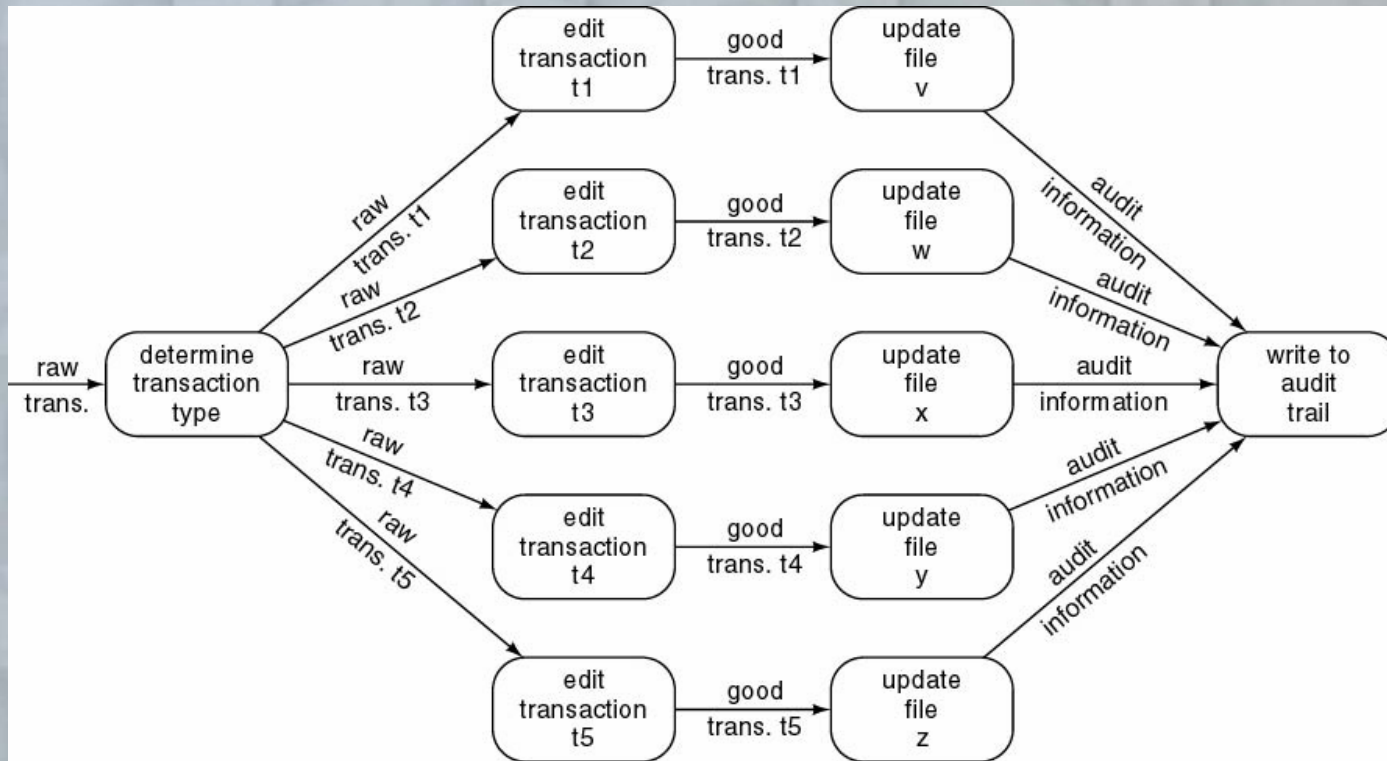 edit
transaction
t1
good
trans. t1
update
file
v
raw
trans. t1
audit
information
edit
transaction
t2
good
trans. t2
update
file
w
raw
trans. t2
audit
information
raw
trans.
determine
transaction
type
raw
trans. t3
edit
transaction
t3
good
trans. t3
update
file
x
audit
information
write to
audit
trail
raw
trans. t4
edit
transaction
t4
good
trans. t4
update
file
y
audit
information
raw
trans. t5
edit
transaction
t5
good
trans. t5
update
file
z
audit
information